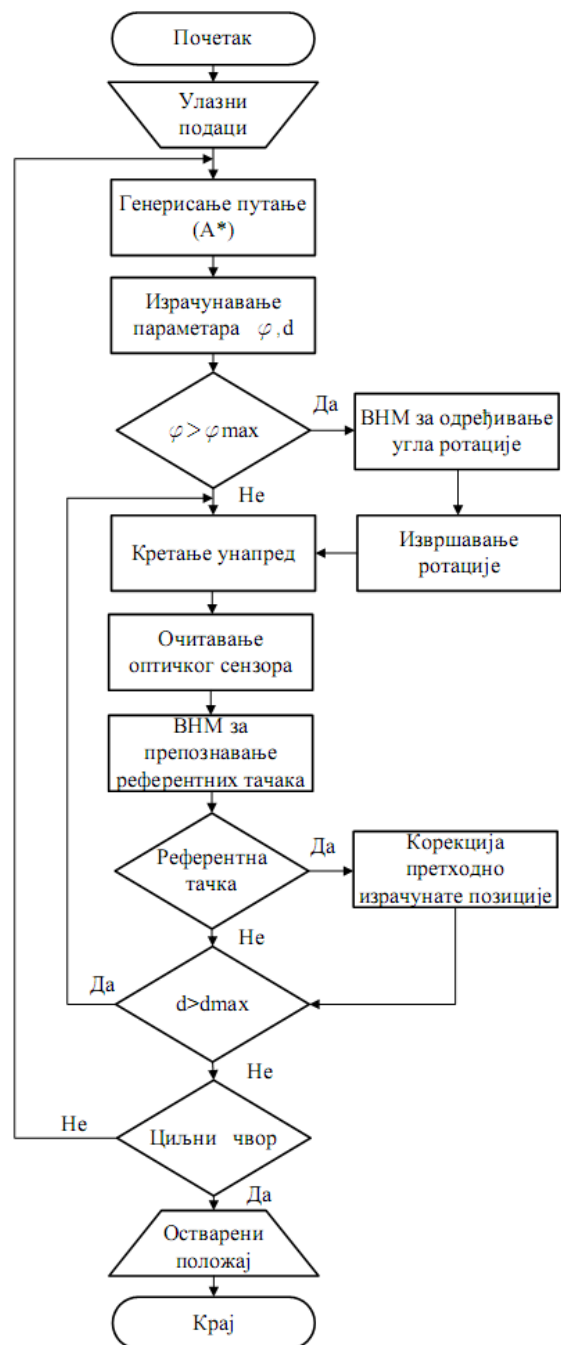 Почетак
Улазни
подаци
Генерисање путање
(А*)
Израчунавање
параметара φ,d
φ>φmax
Да
ВНМ за одређивање
угла ротације
Не
Кретање унапред
Извршавање
ротације
Очитавање
оптичког сензора
ВНМ за
препознавање
референтних тачака
Референтна
тачка
Да
Корекција
претходно
израчунате позиције
Не
Да
d>dmax
Не
Не
Циљни чвор
Да
Остварени
положај
Крај